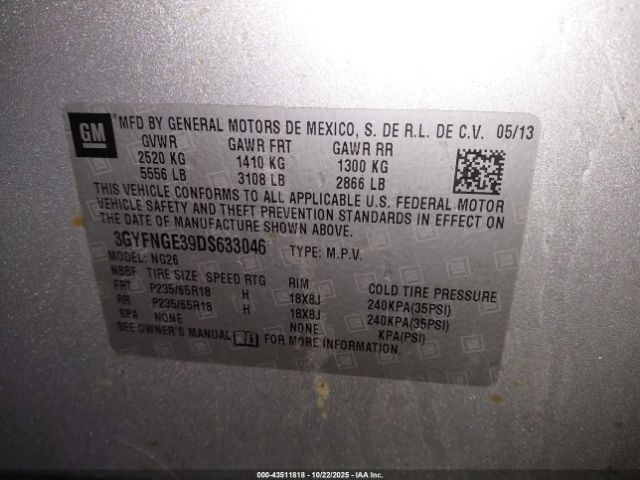 GM
MFD BY GENERAL MOTORS DE MEXICO, S. DE R.L. DE C.V. 05/13
GVWR GAWR FRT GAWR RR
2520 KG 1410 KG 1300 KG
5556 LB 3108 LB 2866 LB
THIS VEHICLE CONFORMS TO ALL APPLICABLE U.S. FEDERAL MOTOR
VEHICLE SAFETY AND THEFT PREVENTION STANDARDS IN EFFECT ON
THE DATE OF MANUFACTURE SHOWN ABOVE.
3GYFNGE39DS633046 TYPE: M.P.V.
MODEL: NG26
NBBF TIRE SIZE SPEED RTG RIM COLD TIRE PRESSURE
FRT P235/65R18 H 18X8J 240KPA(35PSI)
RR P235/65R18 H 18X8J 240KPA(35PSI)
SPA NONE NONE KPA(PSI)
SEE OWNER'S MANUAL FOR MORE INFORMATION.
000-43511818 - 10/22/2025 - IAA Inc.